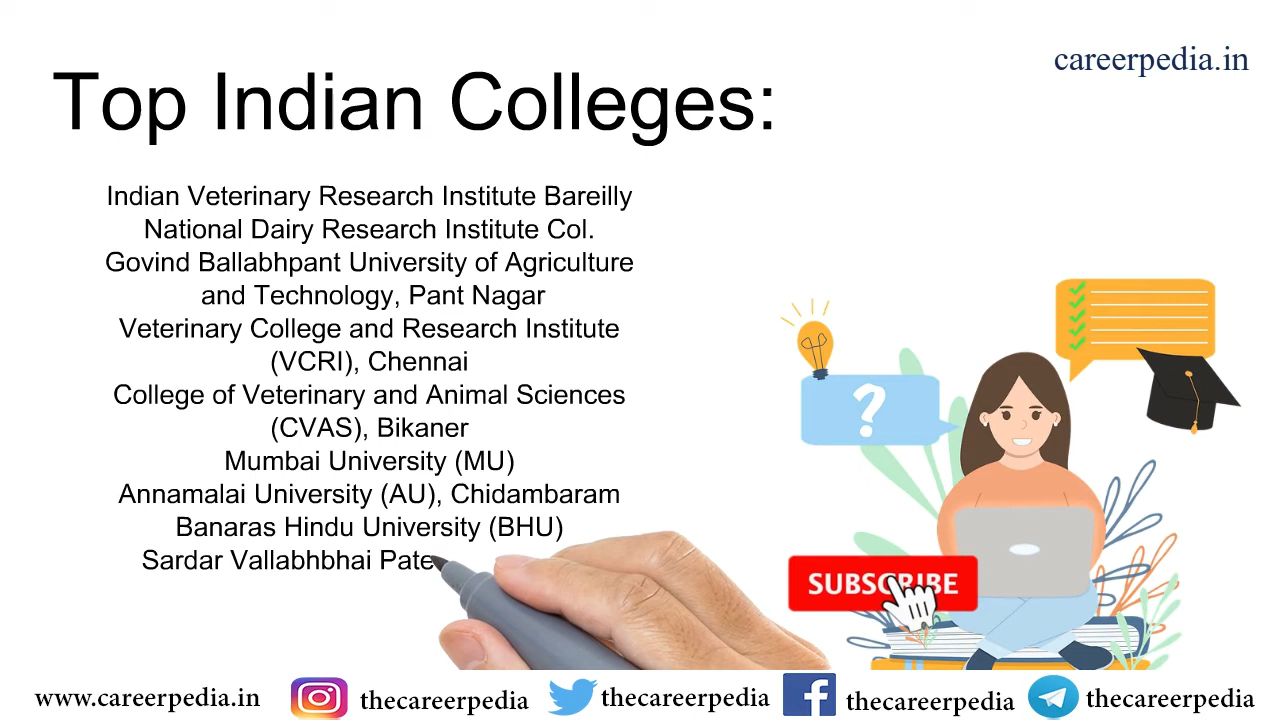 careerpedia.in
Top Indian Colleges:
Indian Veterinary Research Institute Bareilly
National Dairy Research Institute Col.
Govind Ballabhpant University of Agriculture
and Technology, Pant Nagar
Veterinary College and Research Institute
(VCRI), Chennai
College of Veterinary and Animal Sciences
(CVAS), Bikaner
Mumbai University (MU)
Annamalai University (AU), Chidambaram
Banaras Hindu University (BHU)
Sardar Vallabhbhai Pate
?
SUBSCRIBE
www.careerpedia.in thecareerpedia thecareerpedia thecareerpedia thecareerpedia